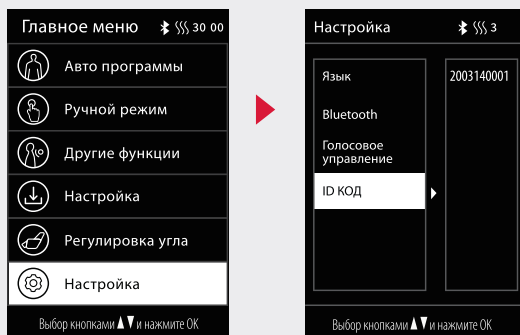 Главное меню 30 00
Авто программы
Ручной режим
Другие функции
Настройка
Регулировка угла
Настройка
Выбор кнопками ▲▼ и нажмите OK
Настройка 3
Язык
Bluetooth
Голосовое
управление
ID КОД
2003140001
Выбор кнопками ▲▼ и нажмите OK